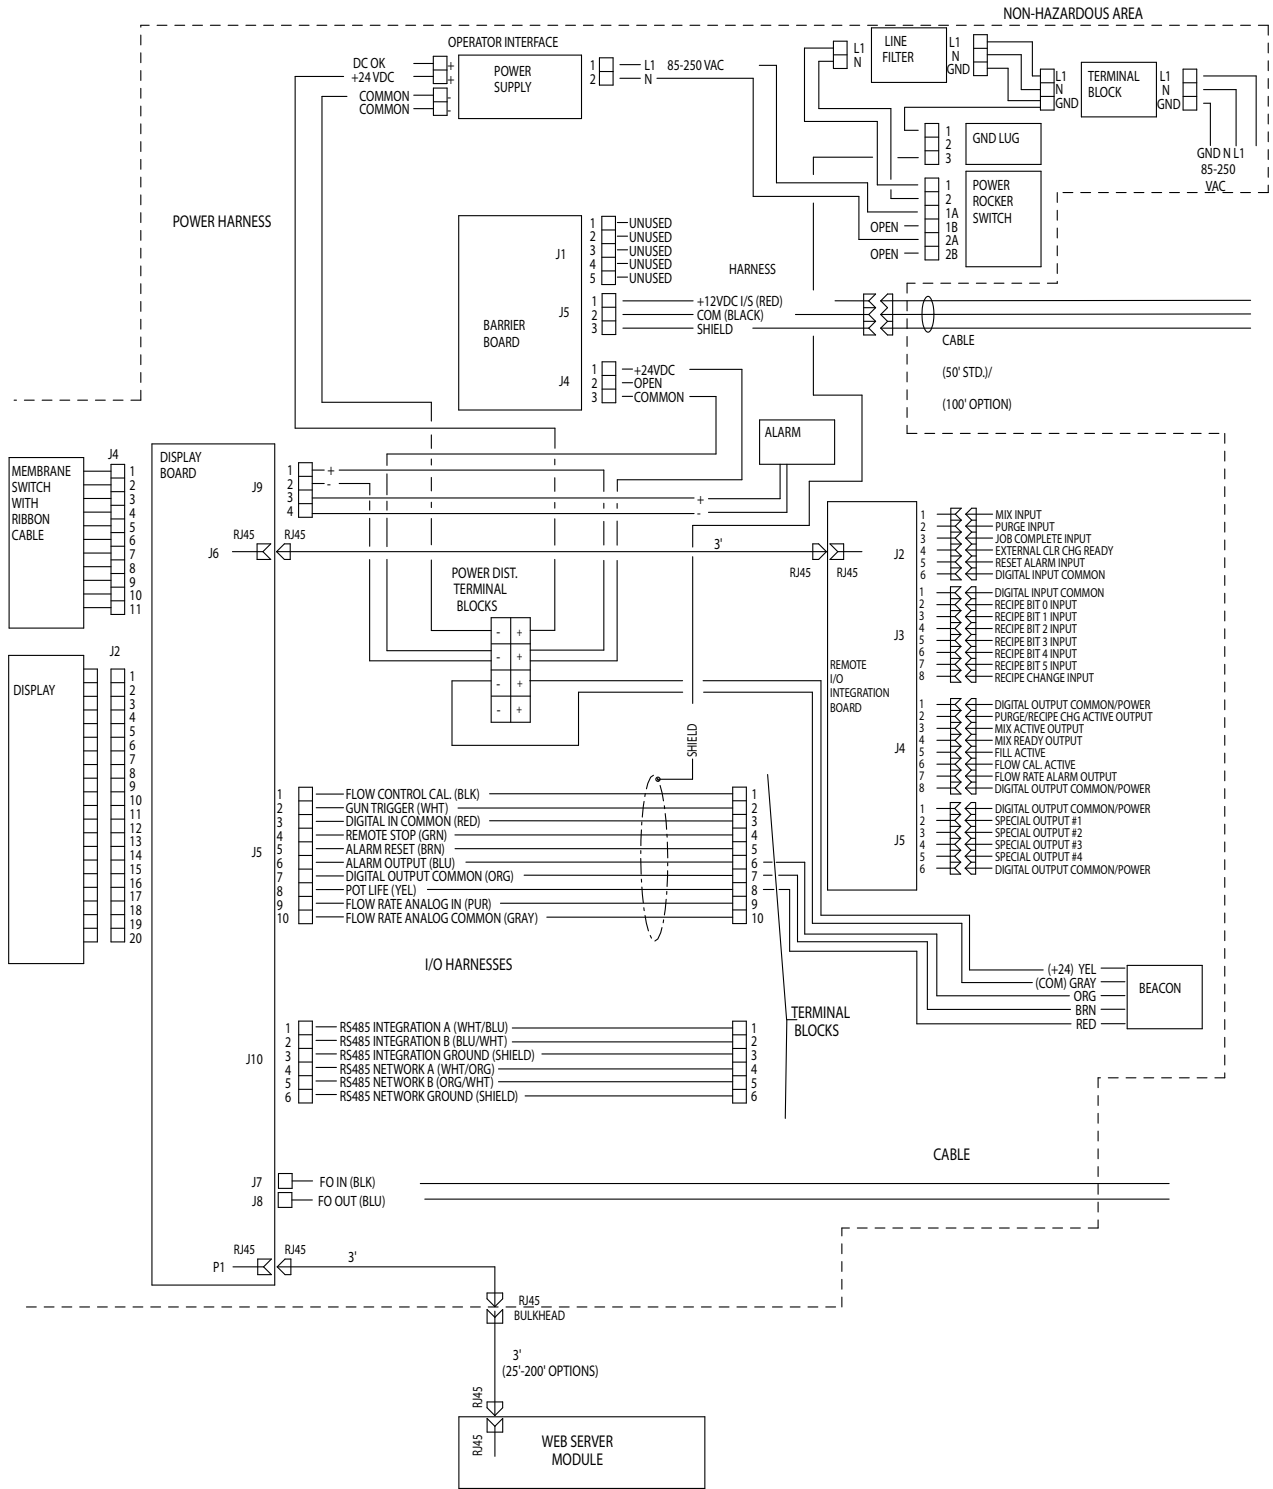 NON-HAZARDOUS AREA
OPERATOR INTERFACE
DC OK
+24 VDC
COMMON
COMMON
+
+
-
-
POWER
SUPPLY
1 L1 85-250 VAC
2 N
L1
N
LINE
FILTER
L1
N
GND
L1
N
GND
TERMINAL
BLOCK
L1
N
GND
GND N L1
85-250
VAC
1
2
3
GND LUG
1
2
1A
OPEN 1B
2A
OPEN 2B
POWER
ROCKER
SWITCH
POWER HARNESS
BARRIER
BOARD
J1
1 UNUSED
2 UNUSED
3 UNUSED
4 UNUSED
5 UNUSED
HARNESS
J5
1 +12VDC I/S (RED)
2 COM (BLACK)
3 SHIELD
J4
1 +24VDC
2 OPEN
3 COMMON
CABLE
(50' STD.)/
(100' OPTION)
ALARM
+
-
MEMBRANE
SWITCH
WITH
RIBBON
CABLE
J4
1
2
3
4
5
6
7
8
9
10
11
DISPLAY
BOARD
J9
1 +
2 -
3
4
J6
RJ45
RJ45
3'
RJ45
RJ45
POWER DIST.
TERMINAL
BLOCKS
- +
- +
- +
- +
DISPLAY
J2
1
2
3
4
5
6
7
8
9
10
11
12
13
14
15
16
17
18
19
20
REMOTE
I/O
INTEGRATION
BOARD
J2
1 MIX INPUT
2 PURGE INPUT
3 JOB COMPLETE INPUT
4 EXTERNAL CLR CHG READY
5 RESET ALARM INPUT
6 DIGITAL INPUT COMMON
J3
1 DIGITAL INPUT COMMON
2 RECIPE BIT 0 INPUT
3 RECIPE BIT 1 INPUT
4 RECIPE BIT 2 INPUT
5 RECIPE BIT 3 INPUT
6 RECIPE BIT 4 INPUT
7 RECIPE BIT 5 INPUT
8 RECIPE CHANGE INPUT
J4
1 DIGITAL OUTPUT COMMON/POWER
2 PURGE/RECIPE CHG ACTIVE OUTPUT
3 MIX ACTIVE OUTPUT
4 MIX READY OUTPUT
5 FILL ACTIVE
6 FLOW CAL. ACTIVE
7 FLOW RATE ALARM OUTPUT
8 DIGITAL OUTPUT COMMON/POWER
J5
1 DIGITAL OUTPUT COMMON/POWER
2 SPECIAL OUTPUT #1
3 SPECIAL OUTPUT #2
4 SPECIAL OUTPUT #3
5 SPECIAL OUTPUT #4
6 DIGITAL OUTPUT COMMON/POWER
SHIELD
J5
1 FLOW CONTROL CAL. (BLK) 1
2 GUN TRIGGER (WHT) 2
3 DIGITAL IN COMMON (RED) 3
4 REMOTE STOP (GRN) 4
5 ALARM RESET (BRN) 5
6 ALARM OUTPUT (BLU) 6
7 DIGITAL OUTPUT COMMON (ORG) 7
8 POT LIFE (YEL) 8
9 FLOW RATE ANALOG IN (PUR) 9
10 FLOW RATE ANALOG COMMON (GRAY) 10
I/O HARNESSES
TERMINAL
BLOCKS
(+24) YEL
(COM) GRAY
ORG
BRN
RED
BEACON
J10
1 RS485 INTEGRATION A (WHT/BLU) 1
2 RS485 INTEGRATION B (BLU/WHT) 2
3 RS485 INTEGRATION GROUND (SHIELD) 3
4 RS485 NETWORK A (WHT/ORG) 4
5 RS485 NETWORK B (ORG/WHT) 5
6 RS485 NETWORK GROUND (SHIELD) 6
CABLE
J7 FO IN (BLK)
J8 FO OUT (BLU)
P1
RJ45
RJ45
3'
RJ45
BULKHEAD
3'
(25'-200' OPTIONS)
RJ45
RJ45
WEB SERVER
MODULE